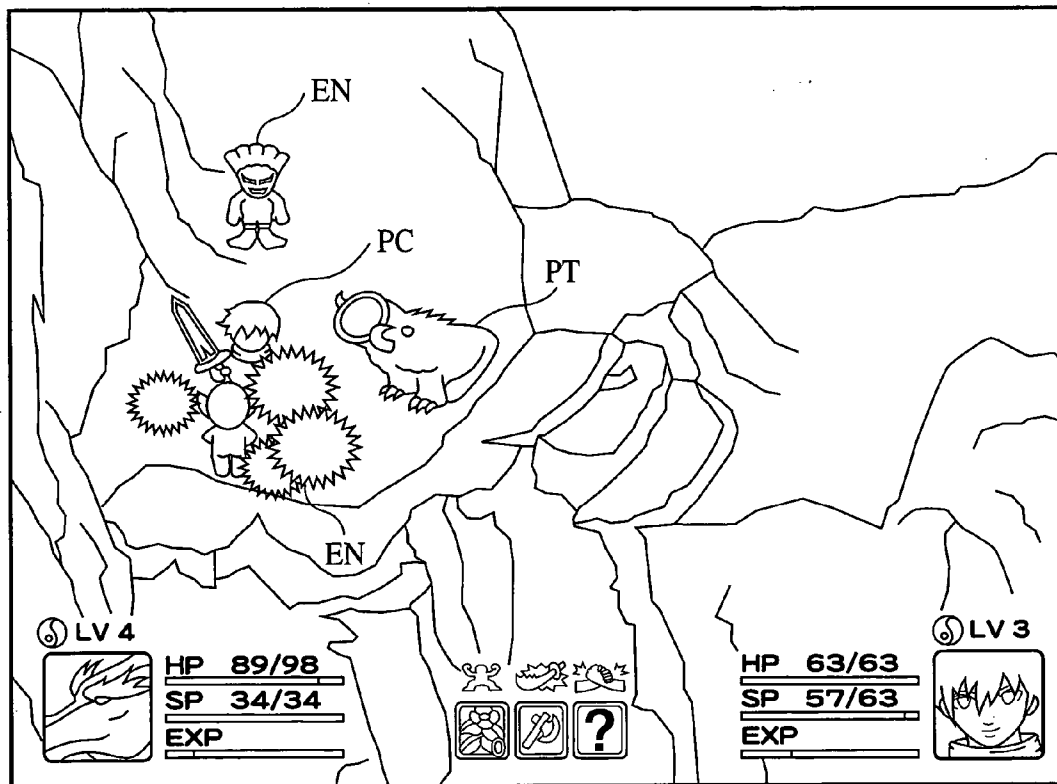 EN
PC
PT
EN
LV 4
HP 89/98
SP 34/34
EXP
?
LV 3
HP 63/63
SP 57/63
EXP